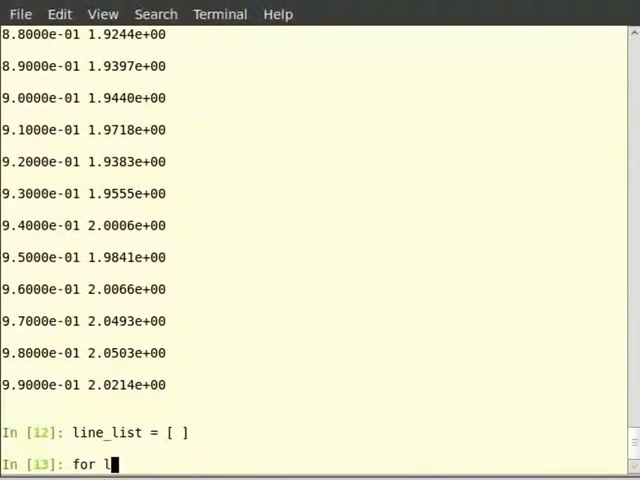 File Edit View Search Terminal Help
8.8000e-01 1.9244e+00
8.9000e-01 1.9397e+00
9.0000e-01 1.9440e+00
9.1000e-01 1.9718e+00
9.2000e-01 1.9383e+00
9.3000e-01 1.9555e+00
9.4000e-01 2.0006e+00
9.5000e-01 1.9841e+00
9.6000e-01 2.0066e+00
9.7000e-01 2.0493e+00
9.8000e-01 2.0503e+00
9.9000e-01 2.0214e+00
In [12]: line_list = [ ]
In [13]: for l